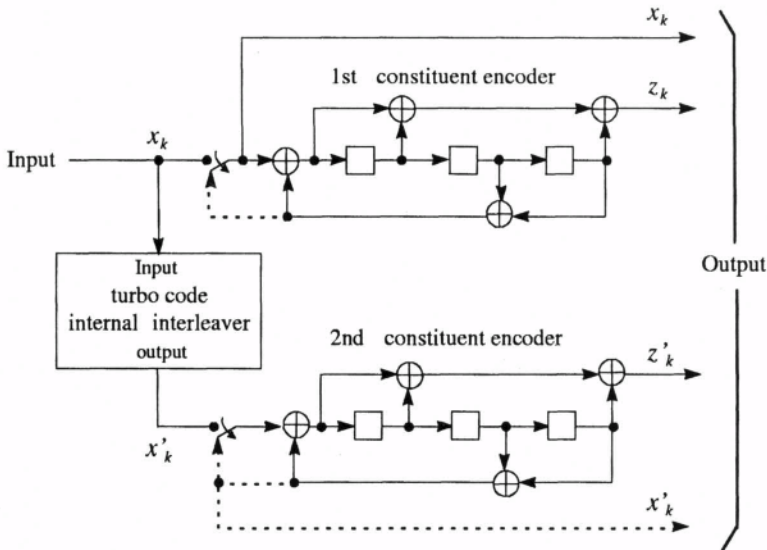 x_k
1st constituent encoder
z_k
x_k
Input
Input
turbo code
internal interleaver
output
Output
2nd constituent encoder
z'_k
x'_k
x'_k